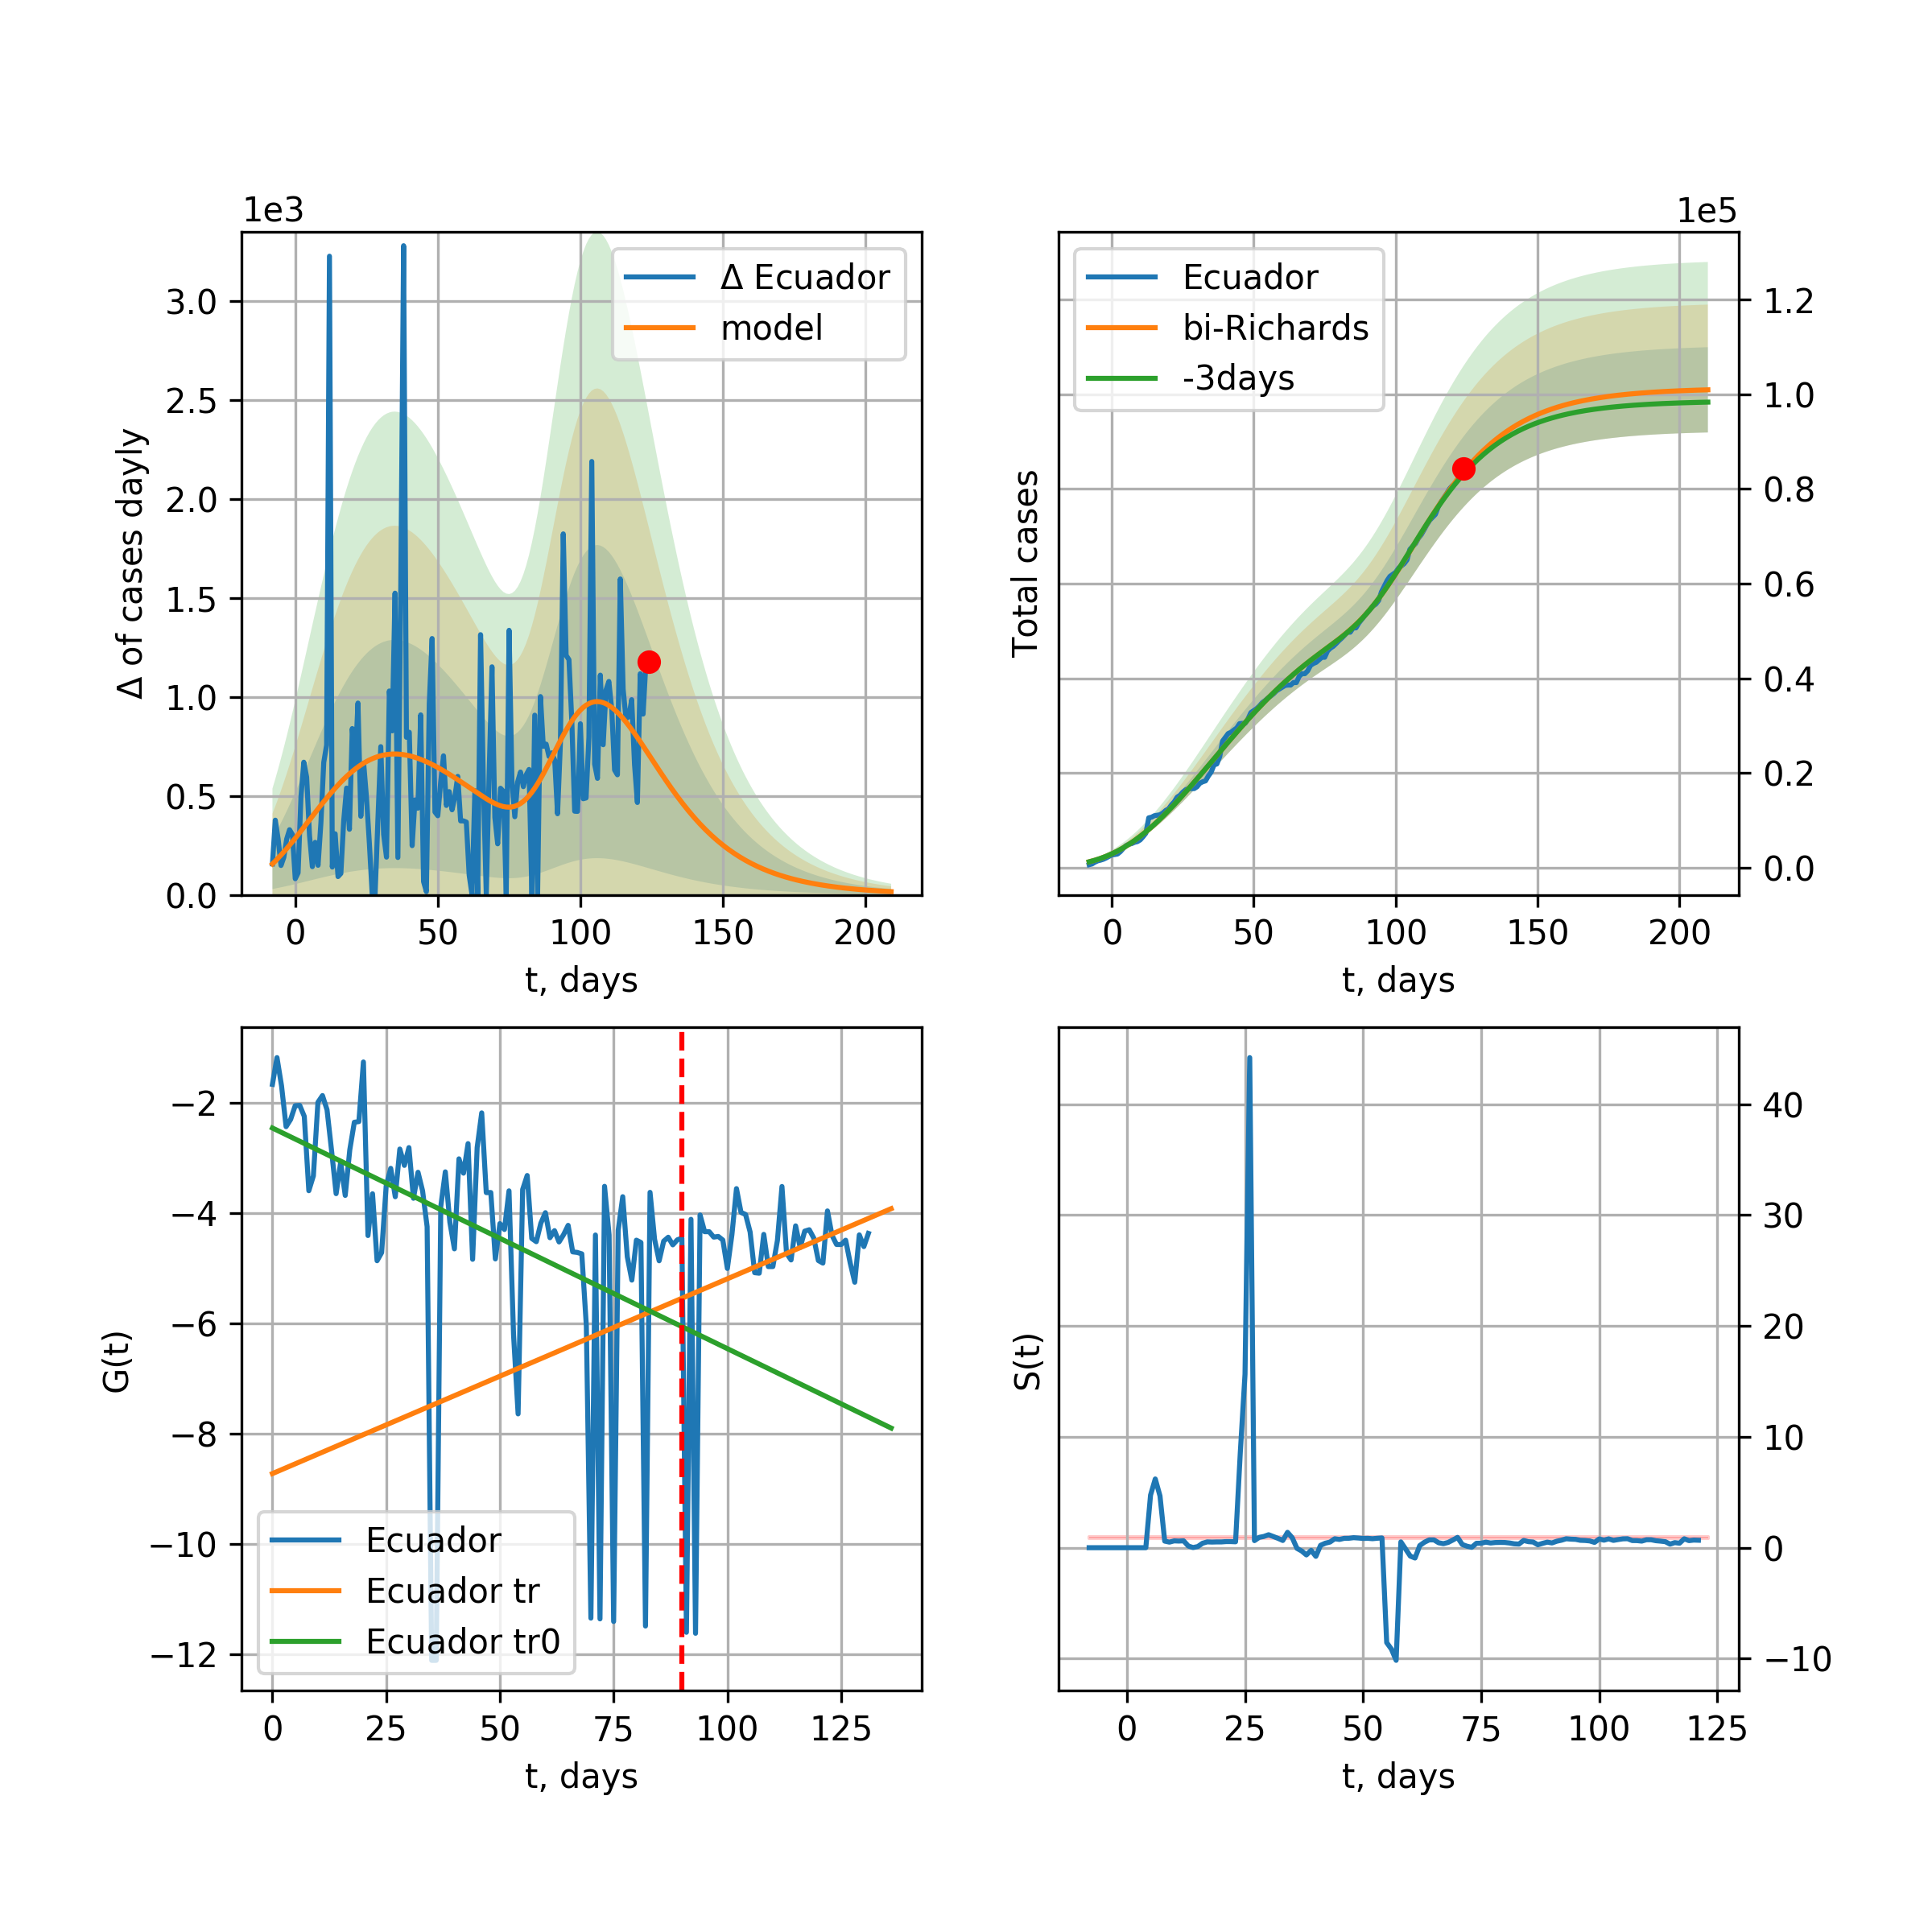 1e3
Δ of cases dayly
3.0
2.5
2.0
1.5
1.0
0.5
0.0
Δ Ecuador
model
0 50 100 150 200
t, days
1e5
Total cases
Ecuador
bi-Richards
-3days
1.2
1.0
0.8
0.6
0.4
0.2
0.0
0 50 100 150 200
t, days
G(t)
−2
−4
−6
−8
−10
−12
Ecuador
Ecuador tr
Ecuador tr0
0 25 50 75 100 125
t, days
S(t)
40
30
20
10
0
−10
0 25 50 75 100 125
t, days